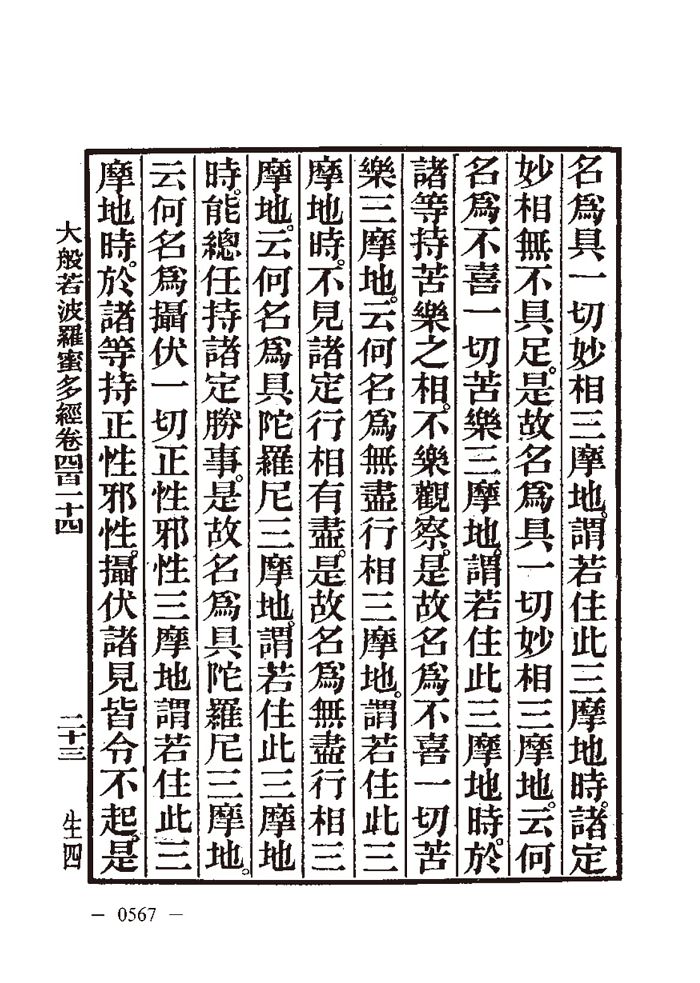 名爲具一切妙相三摩地。謂若住此三摩地時。諸定
妙相無不具足。是故名爲具一切妙相三摩地。云何
名爲不喜一切苦樂三摩地。謂若住此三摩地時。於
諸等持苦樂之相。不樂觀察。是故名爲不喜一切苦
樂三摩地。云何名爲無盡行相三摩地。謂若住此三
摩地時。不見諸定行相有盡。是故名爲無盡行相三
摩地。云何名爲具陀羅尼三摩地。謂若住此三摩地
時。能總任持諸定勝事。是故名爲具陀羅尼三摩地。
云何名爲攝伏一切正性邪性三摩地謂若住此三
摩地時。於諸等持正性邪性。攝伏諸見皆令不起。是
大般若波羅蜜多經卷四百一十四
二十三
生四
— 0567 —